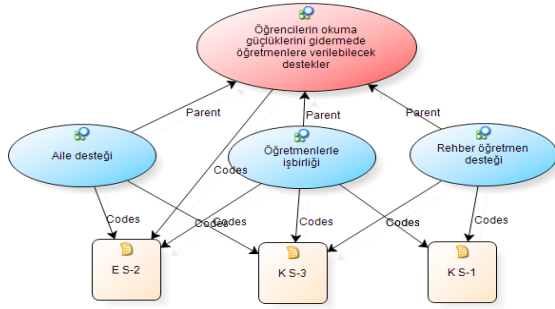 Öğrencilerin okuma
güçlüklerini gidermede
öğretmenlere verilebilecek
destekler
Parent
Parent
Parent
Aile desteği
Öğretmenlerle
işbirliği
Rehber öğretmen
desteği
Codes
Codes
Codes
Codes
Codes
Codes
Codes
Codes
E S-2
K S-3
K S-1